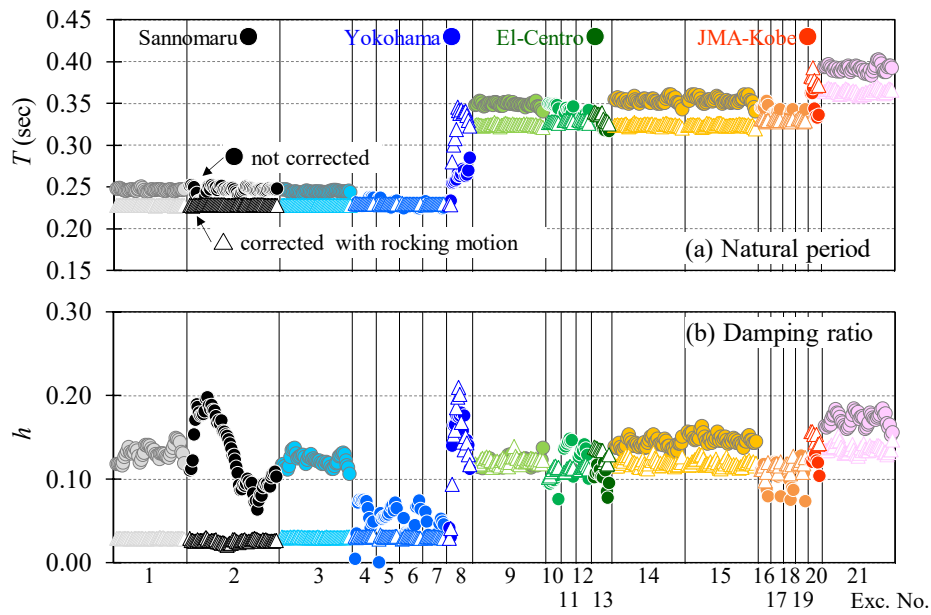 0.45
Sannomaru
Yokohama
El-Centro
JMA-Kobe
0.40
0.35
T (sec)
0.30
0.25
not corrected
0.20
corrected with rocking motion
(a) Natural period
0.15
0.30
(b) Damping ratio
0.20
h
0.10
0.00
1 2 3 4 5 6 7 8 9 10 12 14 15 16 18 20 21
11 13 17 19 Exc. No.